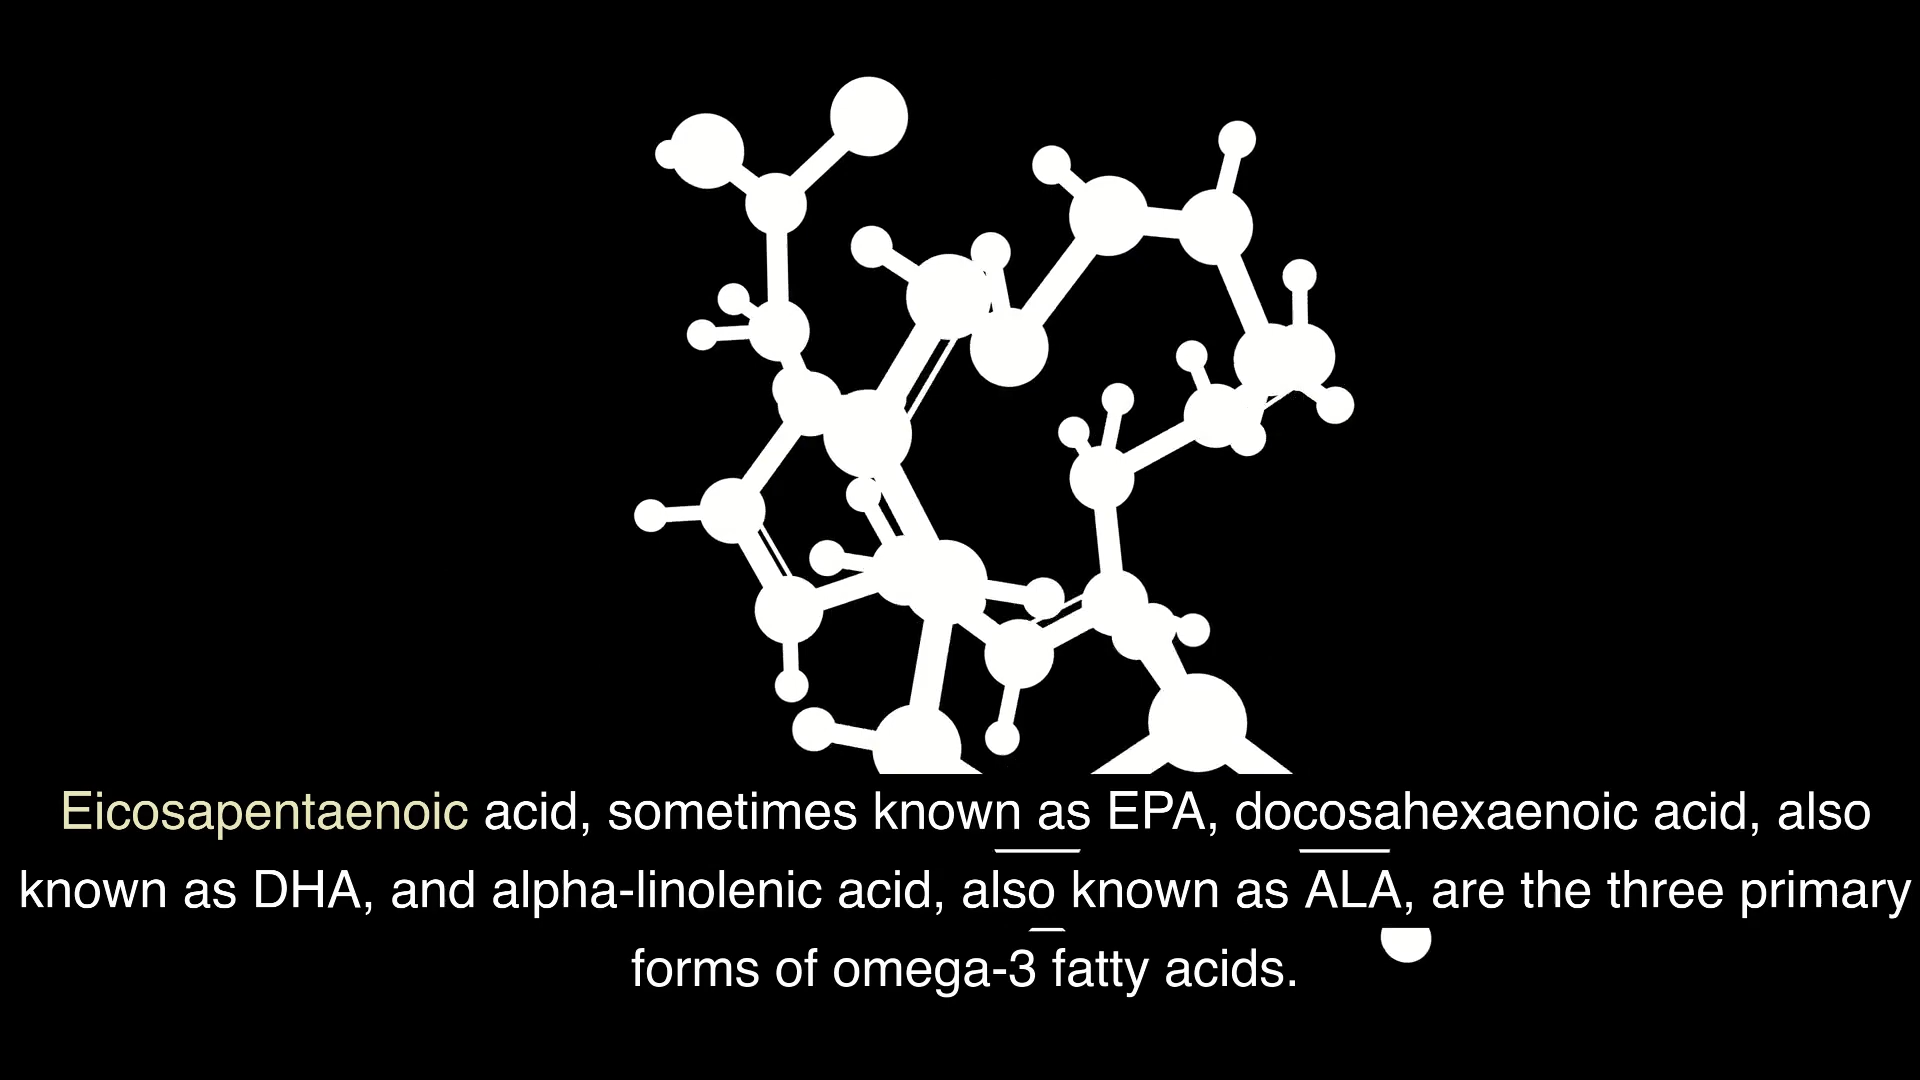 Eicosapentaenoic acid, sometimes known as EPA, docosahexaenoic acid, also
known as DHA, and alpha-linolenic acid, also known as ALA, are the three primary
forms of omega-3 fatty acids.